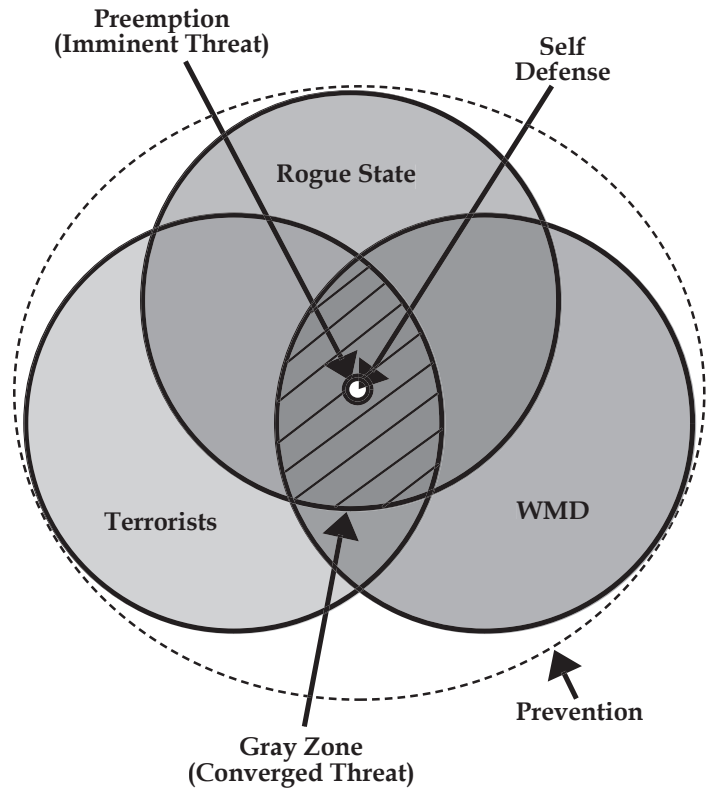 Preemption
(Imminent Threat)
Self
Defense
Rogue State
Terrorists
WMD
Prevention
Gray Zone
(Converged Threat)